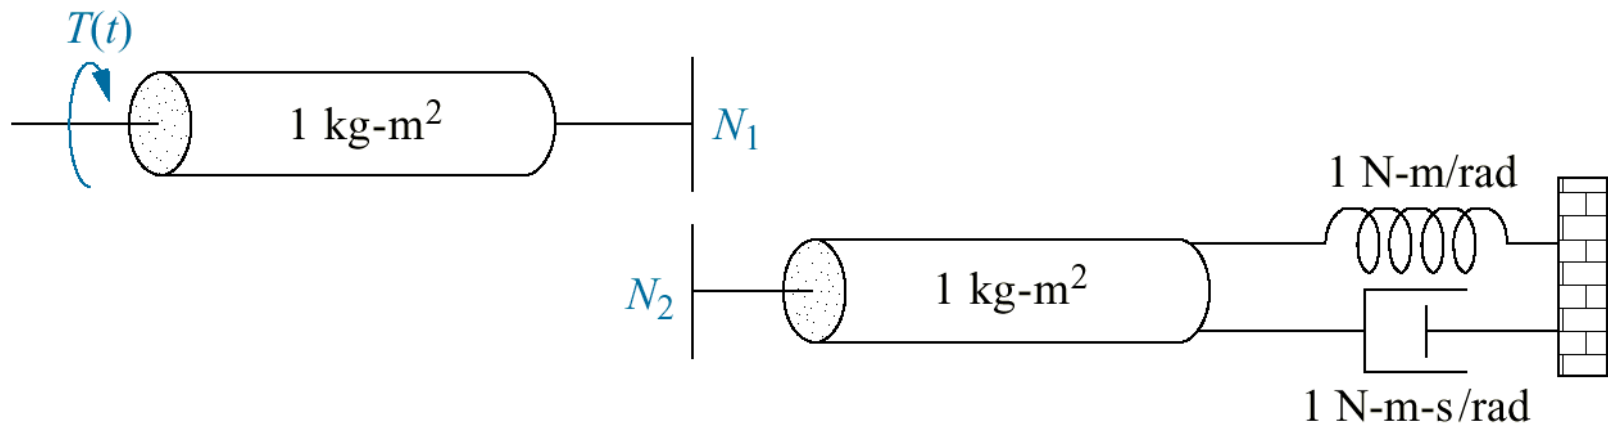 T(t)
1 kg-m²
N₁
1 N-m/rad
N₂
1 kg-m²
1 N-m-s/rad